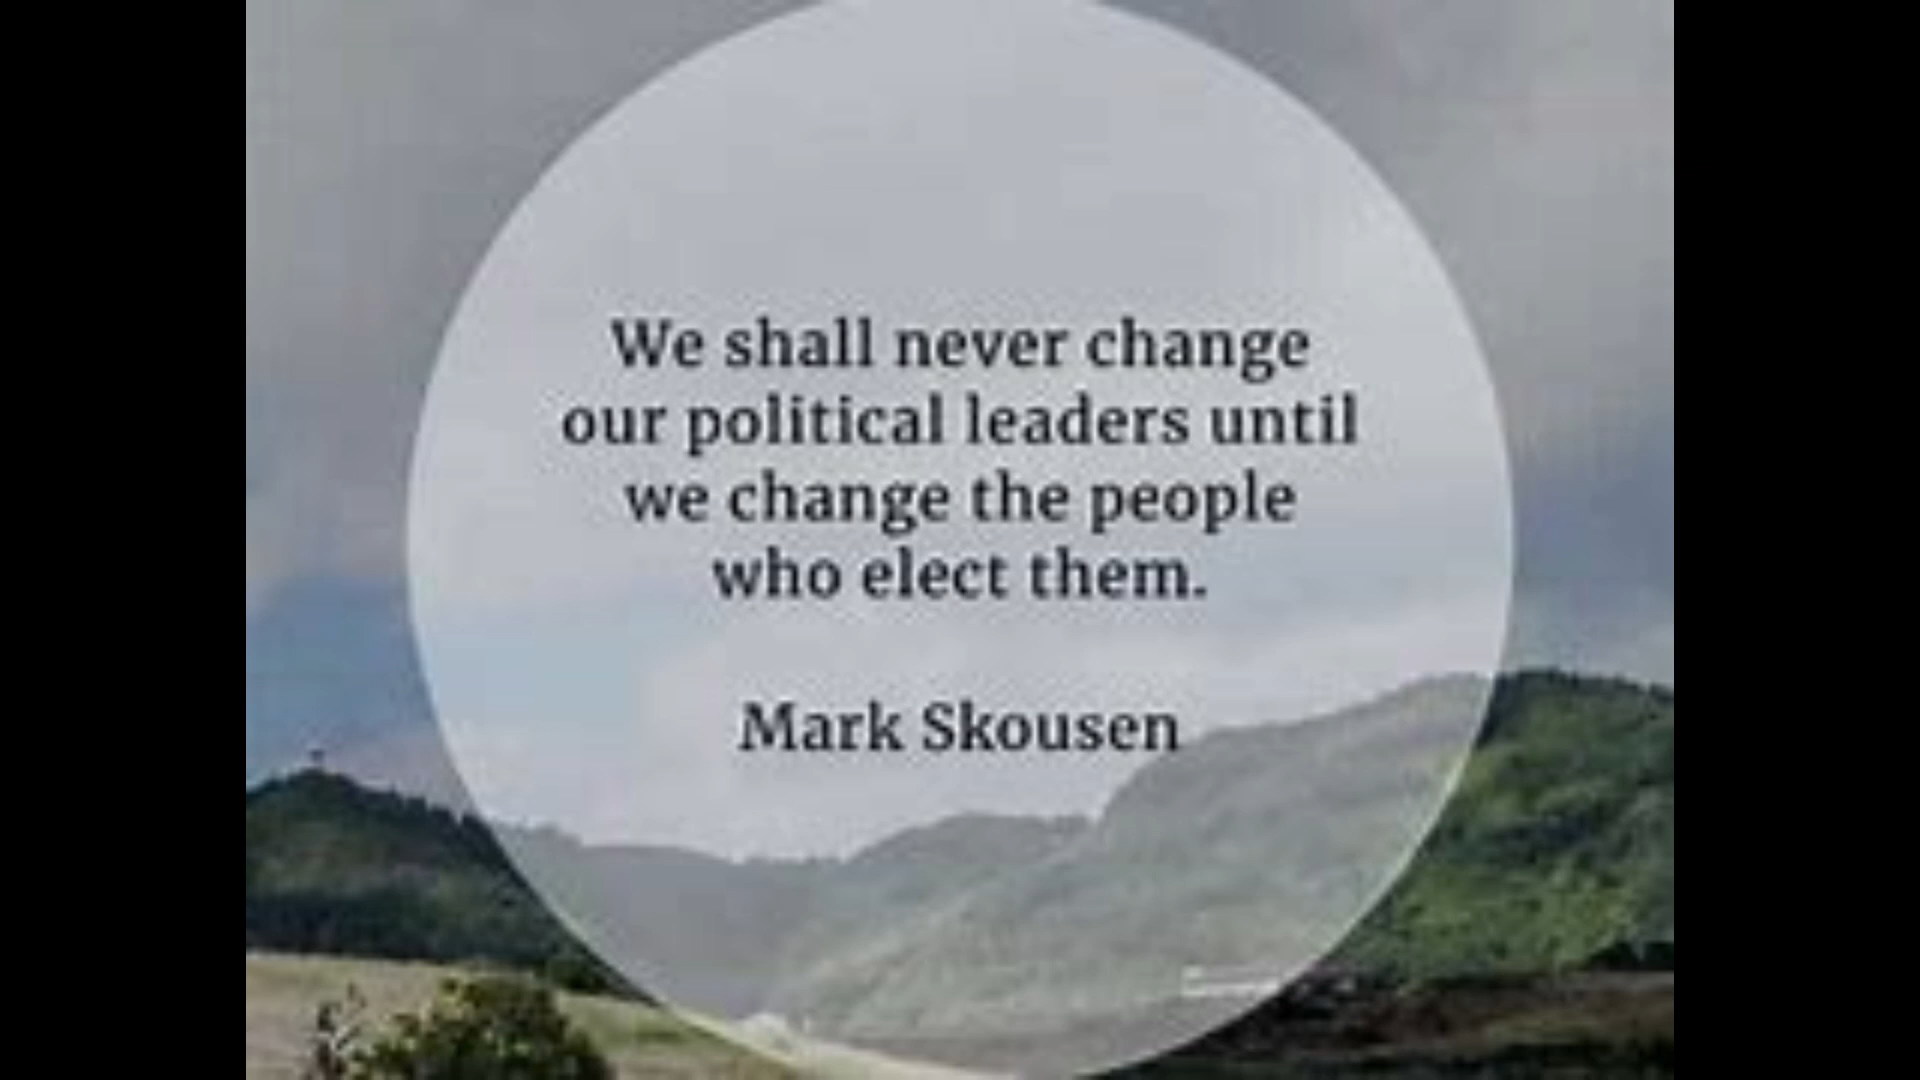 We shall never change
our political leaders until
we change the people
who elect them.
Mark Skousen